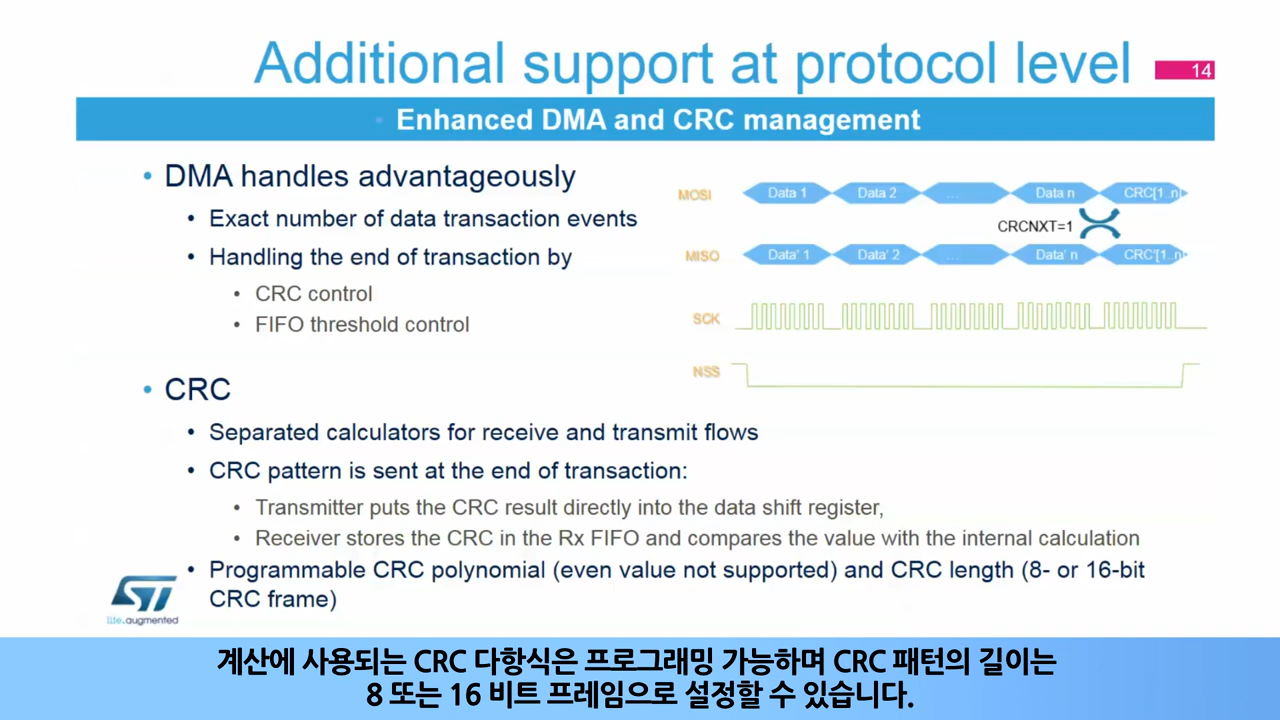 Additional support at protocol level
14
• Enhanced DMA and CRC management
• DMA handles advantageously
• Exact number of data transaction events
• Handling the end of transaction by
• CRC control
• FIFO threshold control
MOSI Data 1 Data 2 ... Data n CRC[1..n]
CRCNXT=1
MISO Data' 1 Data' 2 ... Data' n CRC'[1..n]
SCK
NSS
• CRC
• Separated calculators for receive and transmit flows
• CRC pattern is sent at the end of transaction:
• Transmitter puts the CRC result directly into the data shift register,
• Receiver stores the CRC in the Rx FIFO and compares the value with the internal calculation
• Programmable CRC polynomial (even value not supported) and CRC length (8- or 16-bit
CRC frame)
ST
life.augmented
계산에 사용되는 CRC 다항식은 프로그래밍 가능하며 CRC 패턴의 길이는
8 또는 16 비트 프레임으로 설정할 수 있습니다.